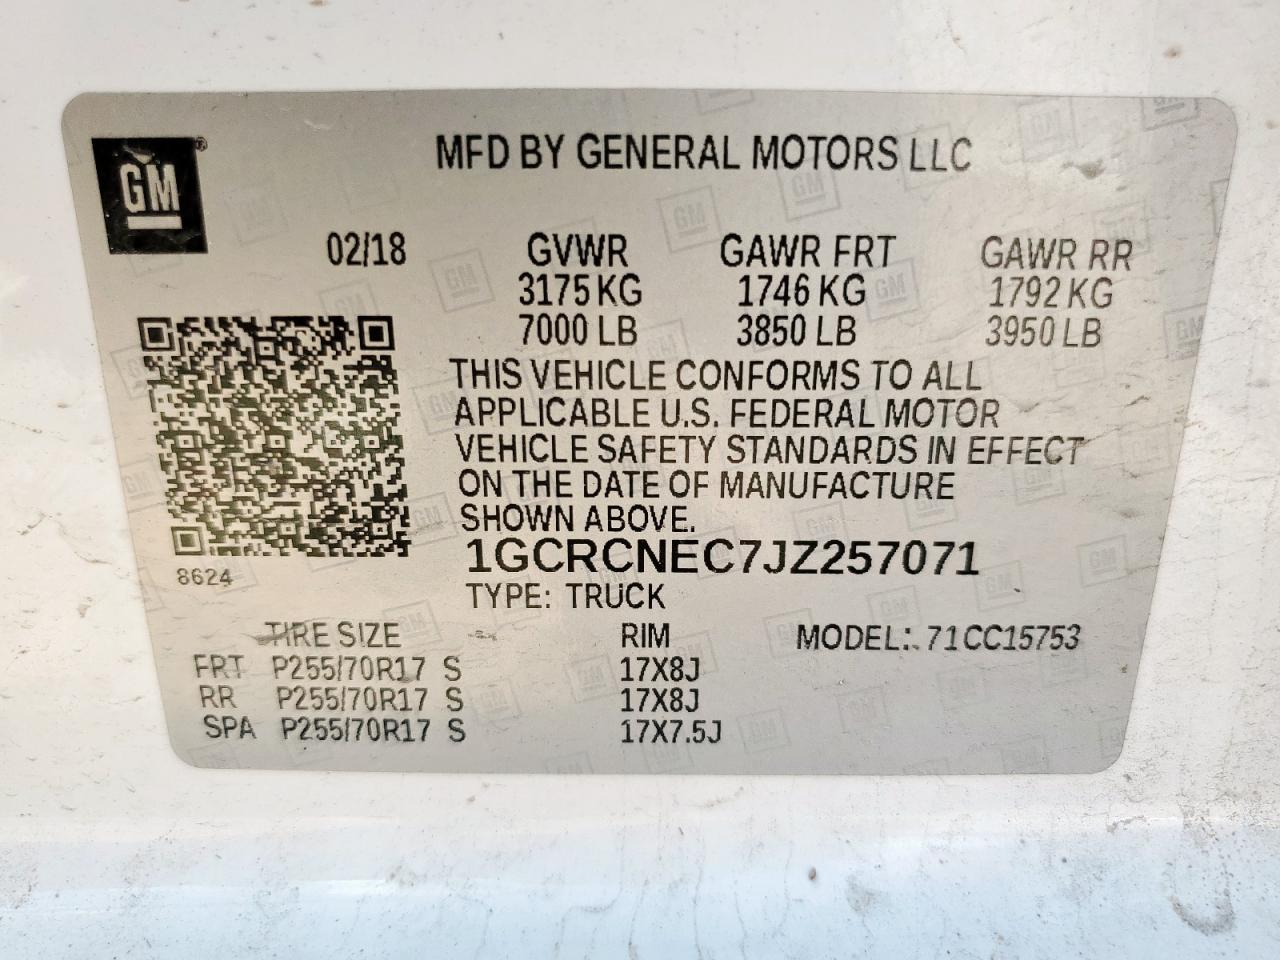 GM®
MFD BY GENERAL MOTORS LLC
02/18 GVWR GAWR FRT GAWR RR
3175 KG 1746 KG 1792 KG
7000 LB 3850 LB 3950 LB
THIS VEHICLE CONFORMS TO ALL
APPLICABLE U.S. FEDERAL MOTOR
VEHICLE SAFETY STANDARDS IN EFFECT
ON THE DATE OF MANUFACTURE
SHOWN ABOVE.
1GCRCNEC7JZ257071
8624
TYPE: TRUCK
TIRE SIZE RIM MODEL: 71CC15753
FRT P255/70R17 S 17X8J
RR P255/70R17 S 17X8J
SPA P255/70R17 S 17X7.5J